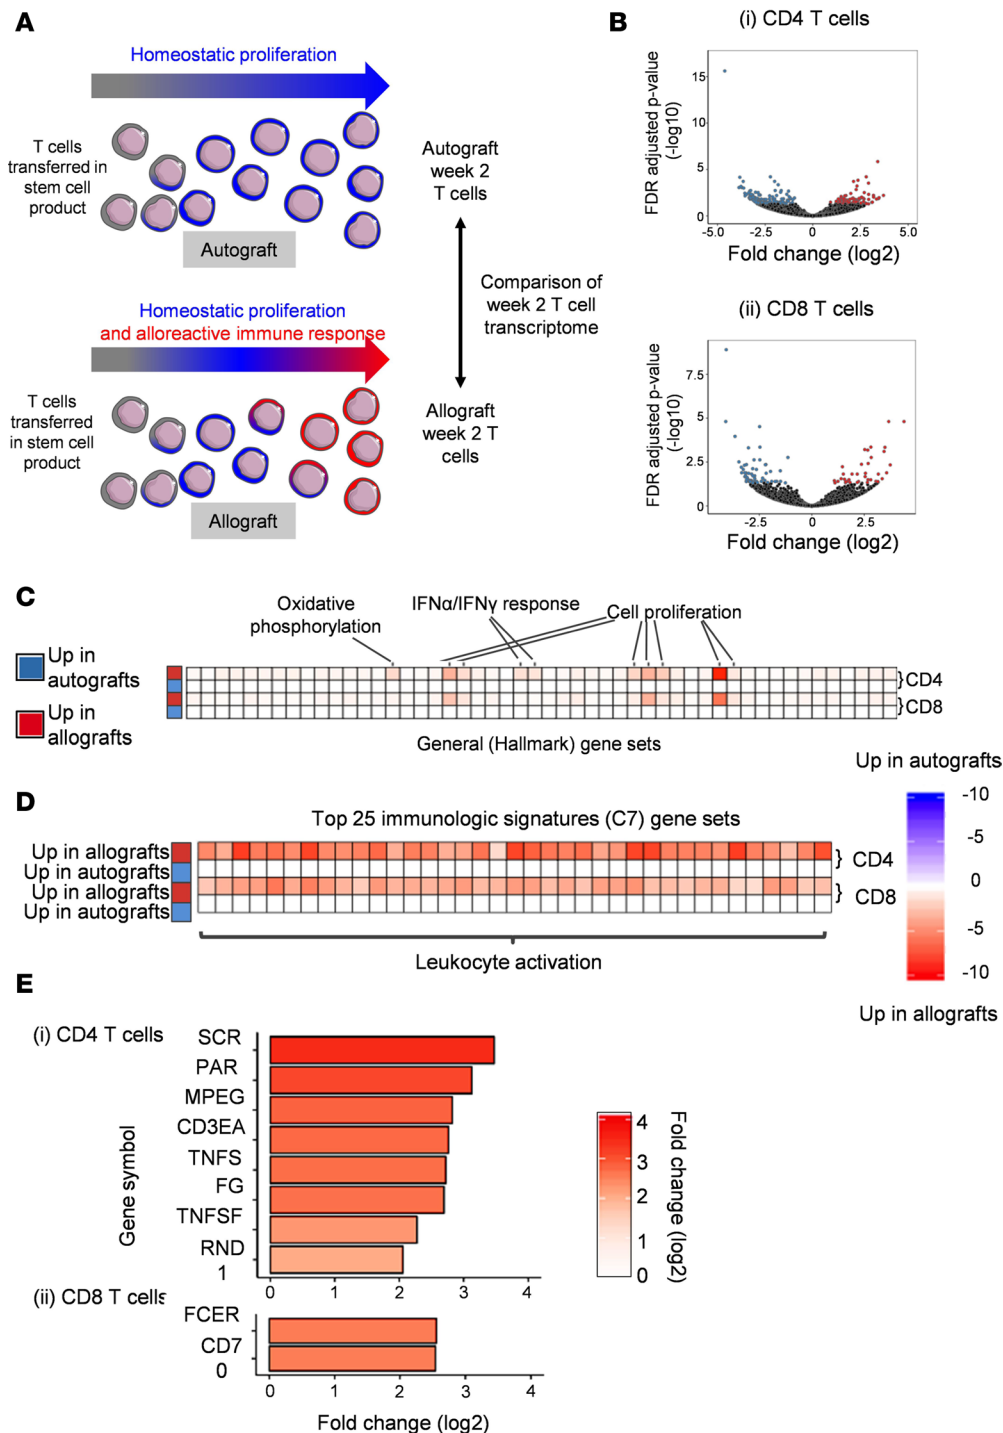 A
Homeostatic proliferation
T cells
transferred in
stem cell
product
Autograft
Autograft
week 2
T cells
Comparison of
week 2 T cell
transcriptome
Homeostatic proliferation
and alloreactive immune response
T cells
transferred
in stem cell
product
Allograft
Allograft
week 2 T
cells
B
(i) CD4 T cells
FDR adjusted p-value
(-log10)
15
10
5
0
-5.0
-2.5
0
2.5
5.0
Fold change (log2)
(ii) CD8 T cells
FDR adjusted p-value
(-log10)
7.5
5.0
2.5
0
-2.5
0
2.5
Fold change (log2)
C
Oxidative
phosphorylation
IFNα/IFNγ response
Cell proliferation
Up in
autografts
Up in
allografts
}CD4
}CD8
General (Hallmark) gene sets
D
Top 25 immunologic signatures (C7) gene sets
Up in allografts
Up in autografts
Up in allografts
Up in autografts
} CD4
} CD8
Leukocyte activation
Up in autografts
-10
-5
0
-5
-10
Up in allografts
E
(i) CD4 T cells
Gene symbol
SCR
PAR
MPEG
CD3EA
TNFS
FG
TNFSF
RND
1
0
1
2
3
4
4
3
2
1
0
Fold change (log2)
(ii) CD8 T cells
FCER
CD7
0
0
1
2
3
4
Fold change (log2)